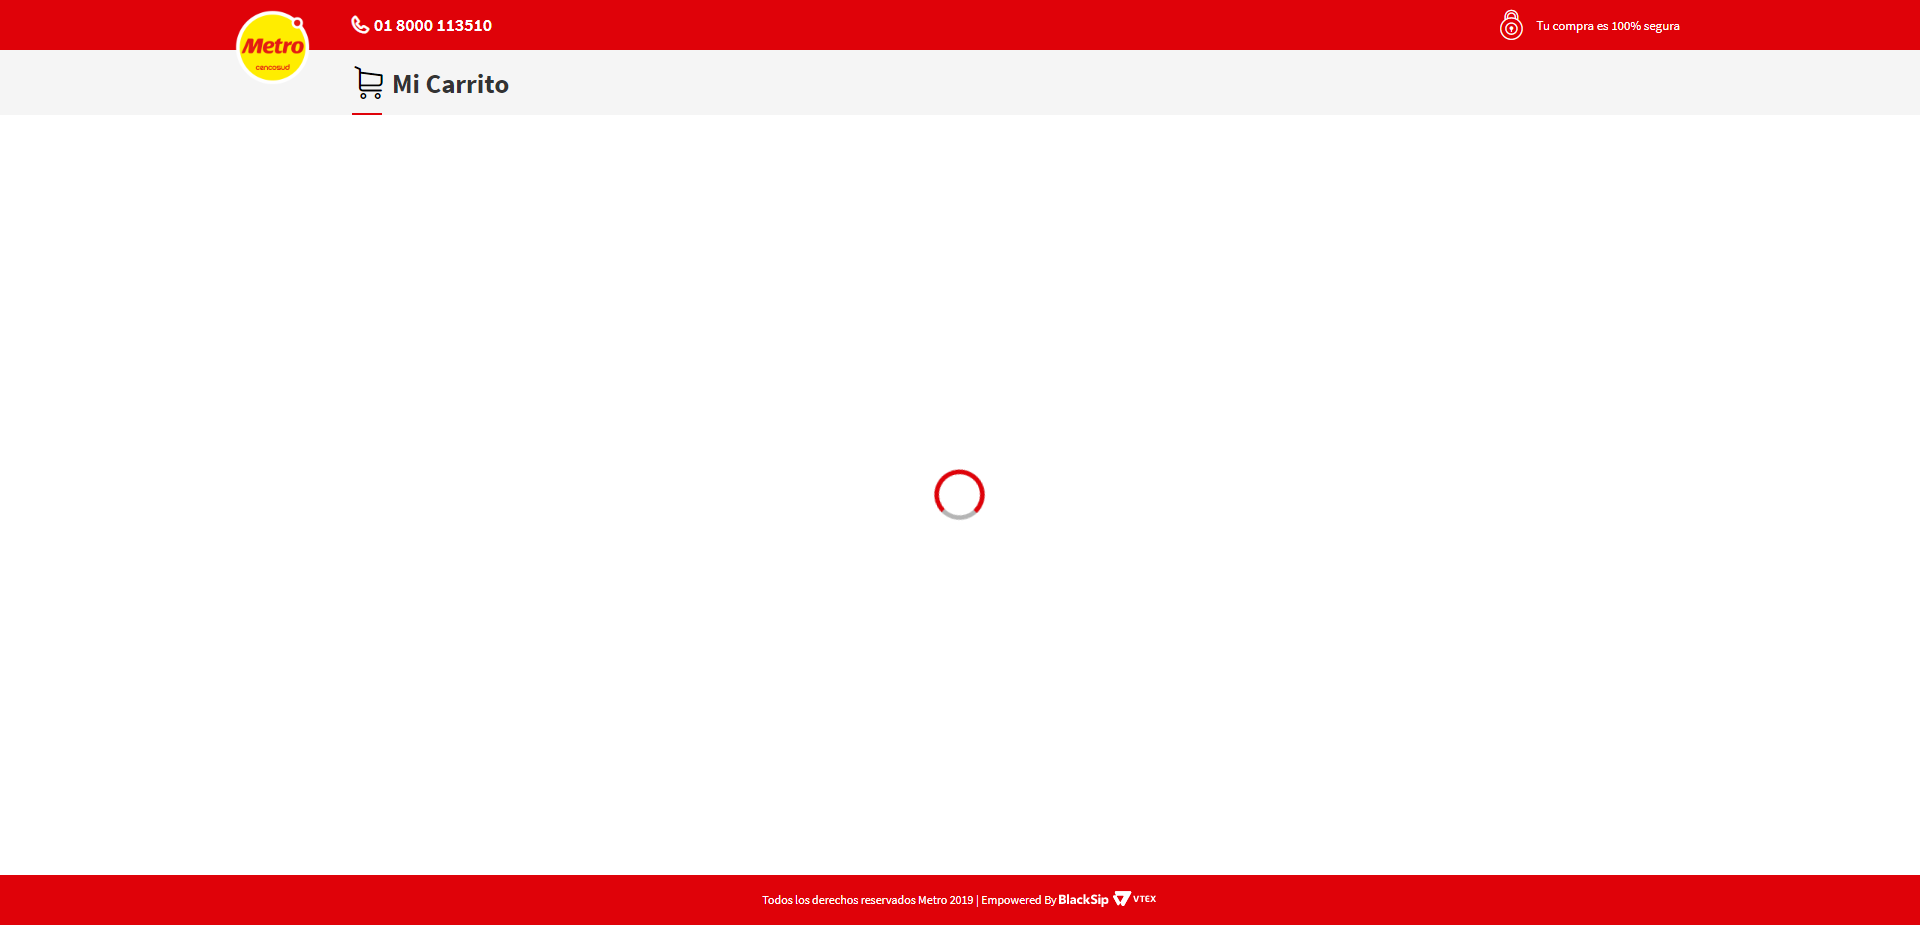 Metro
cencosud
01 8000 113510
Tu compra es 100% segura
Mi Carrito
Todos los derechos reservados Metro 2019 | Empowered By BlackSip VTEX